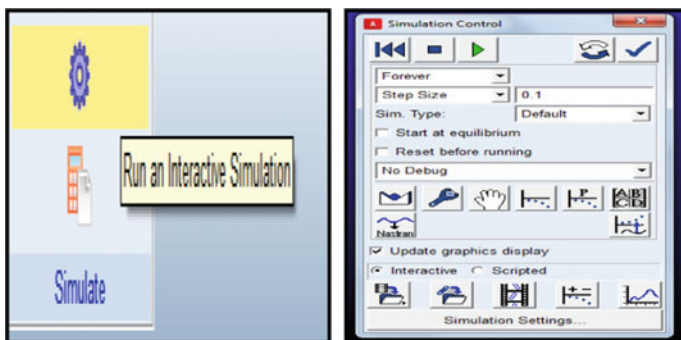 Run an Interactive Simulation
Simulate
Simulation Control
Forever
Step Size 0.1
Sim. Type: Default
Start at equilibrium
Reset before running
No Debug
P
A B
C D
Nastran
Update graphics display
Interactive Scripted
Simulation Settings...